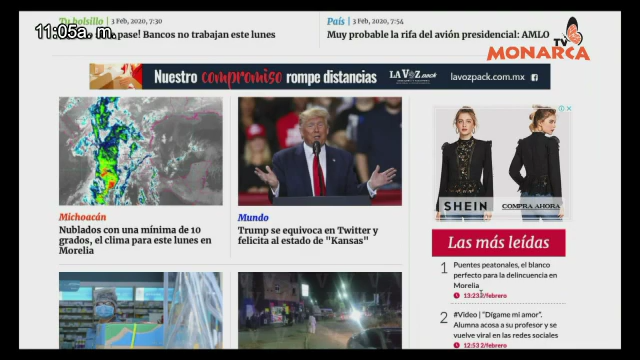 Tu bolsillo | 3 Feb, 2020, 7:30
11:05a. m.
pase! Bancos no trabajan este lunes
País | 3 Feb, 2020, 7:54
Muy probable la rifa del avión presidencial: AMLO
TV
MONARCA
Nuestro compromiso rompe distancias
LA VOZ.pack
lavozpack.com.mx
Michoacán
Nublados con una mínima de 10
grados, el clima para este lunes en
Morelia
Mundo
Trump se equivoca en Twitter y
felicita al estado de "Kansas"
SHEIN
COMPRA AHORA
Las más leídas
1 Puentes peatonales, el blanco
perfecto para la delincuencia en
Morelia
13:23 2/febrero
2 #Video | "Dígame mi amor".
Alumna acosa a su profesor y se
vuelve viral en las redes sociales
12:53 2/febrero